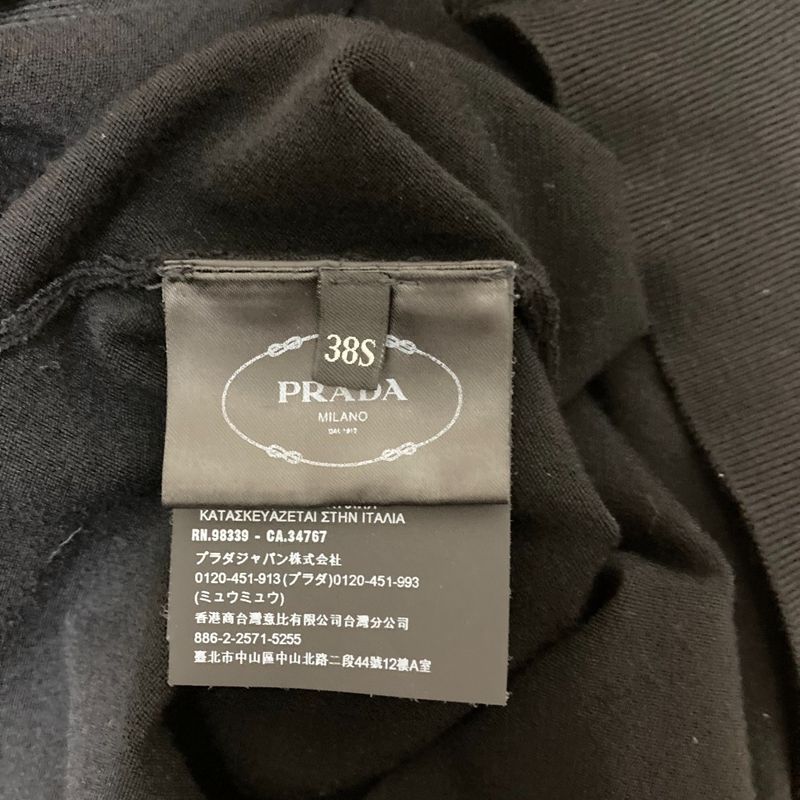 38S
PRADA
MILANO
DAL 1913
ΚΑΤΑΣΚΕΥΑΖΕΤΑΙ ΣΤΗΝ ΙΤΑΛΙΑ
RN.98339 - CA.34767
プラダジャパン株式会社
0120-451-913(プラダ)0120-451-993
(ミュウミュウ)
香港商台灣意比有限公司台灣分公司
886-2-2571-5255
臺北市中山區中山北路二段44號12樓A室